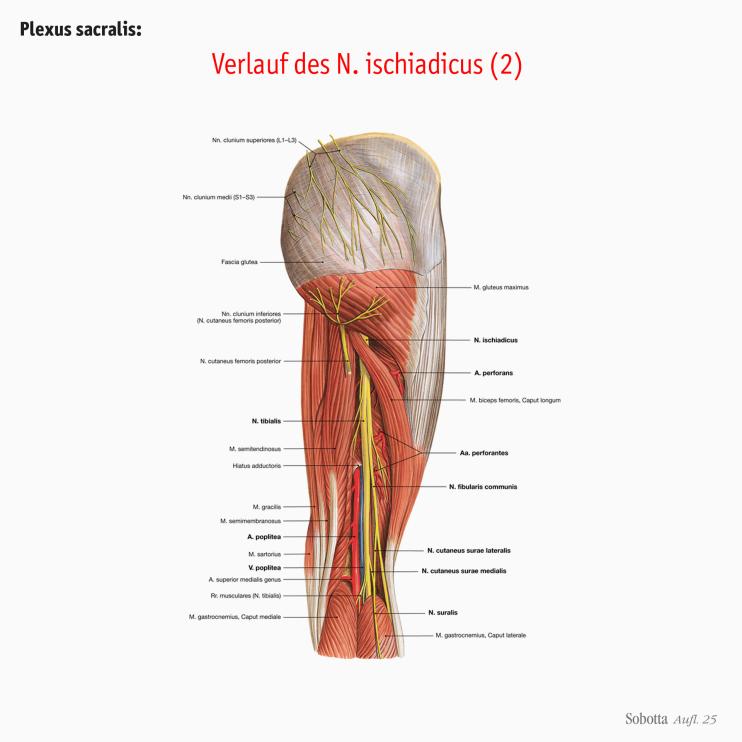 Plexus sacralis:
Verlauf des N. ischiadicus (2)
Nn. clunium superiores (L1–L3)
Nn. clunium medii (S1–S3)
Fascia glutea
M. gluteus maximus
Nn. clunium inferiores
(N. cutaneus femoris posterior)
N. ischiadicus
N. cutaneus femoris posterior
A. perforans
M. biceps femoris, Caput longum
N. tibialis
M. semitendinosus
Aa. perforantes
Hiatus adductoris
N. fibularis communis
M. gracilis
M. semimembranosus
A. poplitea
N. cutaneus surae lateralis
M. sartorius
V. poplitea
N. cutaneus surae medialis
A. superior medialis genus
Rr. musculares (N. tibialis)
N. suralis
M. gastrocnemius, Caput mediale
M. gastrocnemius, Caput laterale
Sobotta Aufl. 25